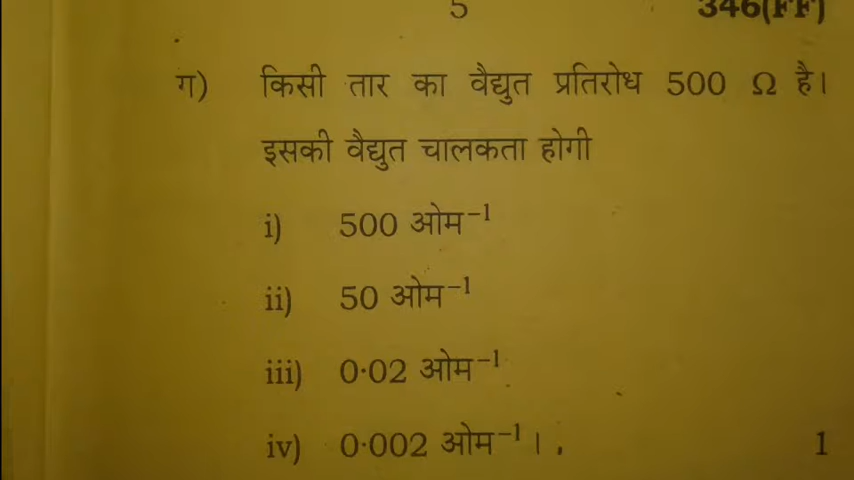 5 346(FF)
ग) किसी तार का वैद्युत प्रतिरोध 500 Ω है।
इसकी वैद्युत चालकता होगी
i) 500 ओम⁻¹
ii) 50 ओम⁻¹
iii) 0·02 ओम⁻¹
iv) 0·002 ओम⁻¹ । 1